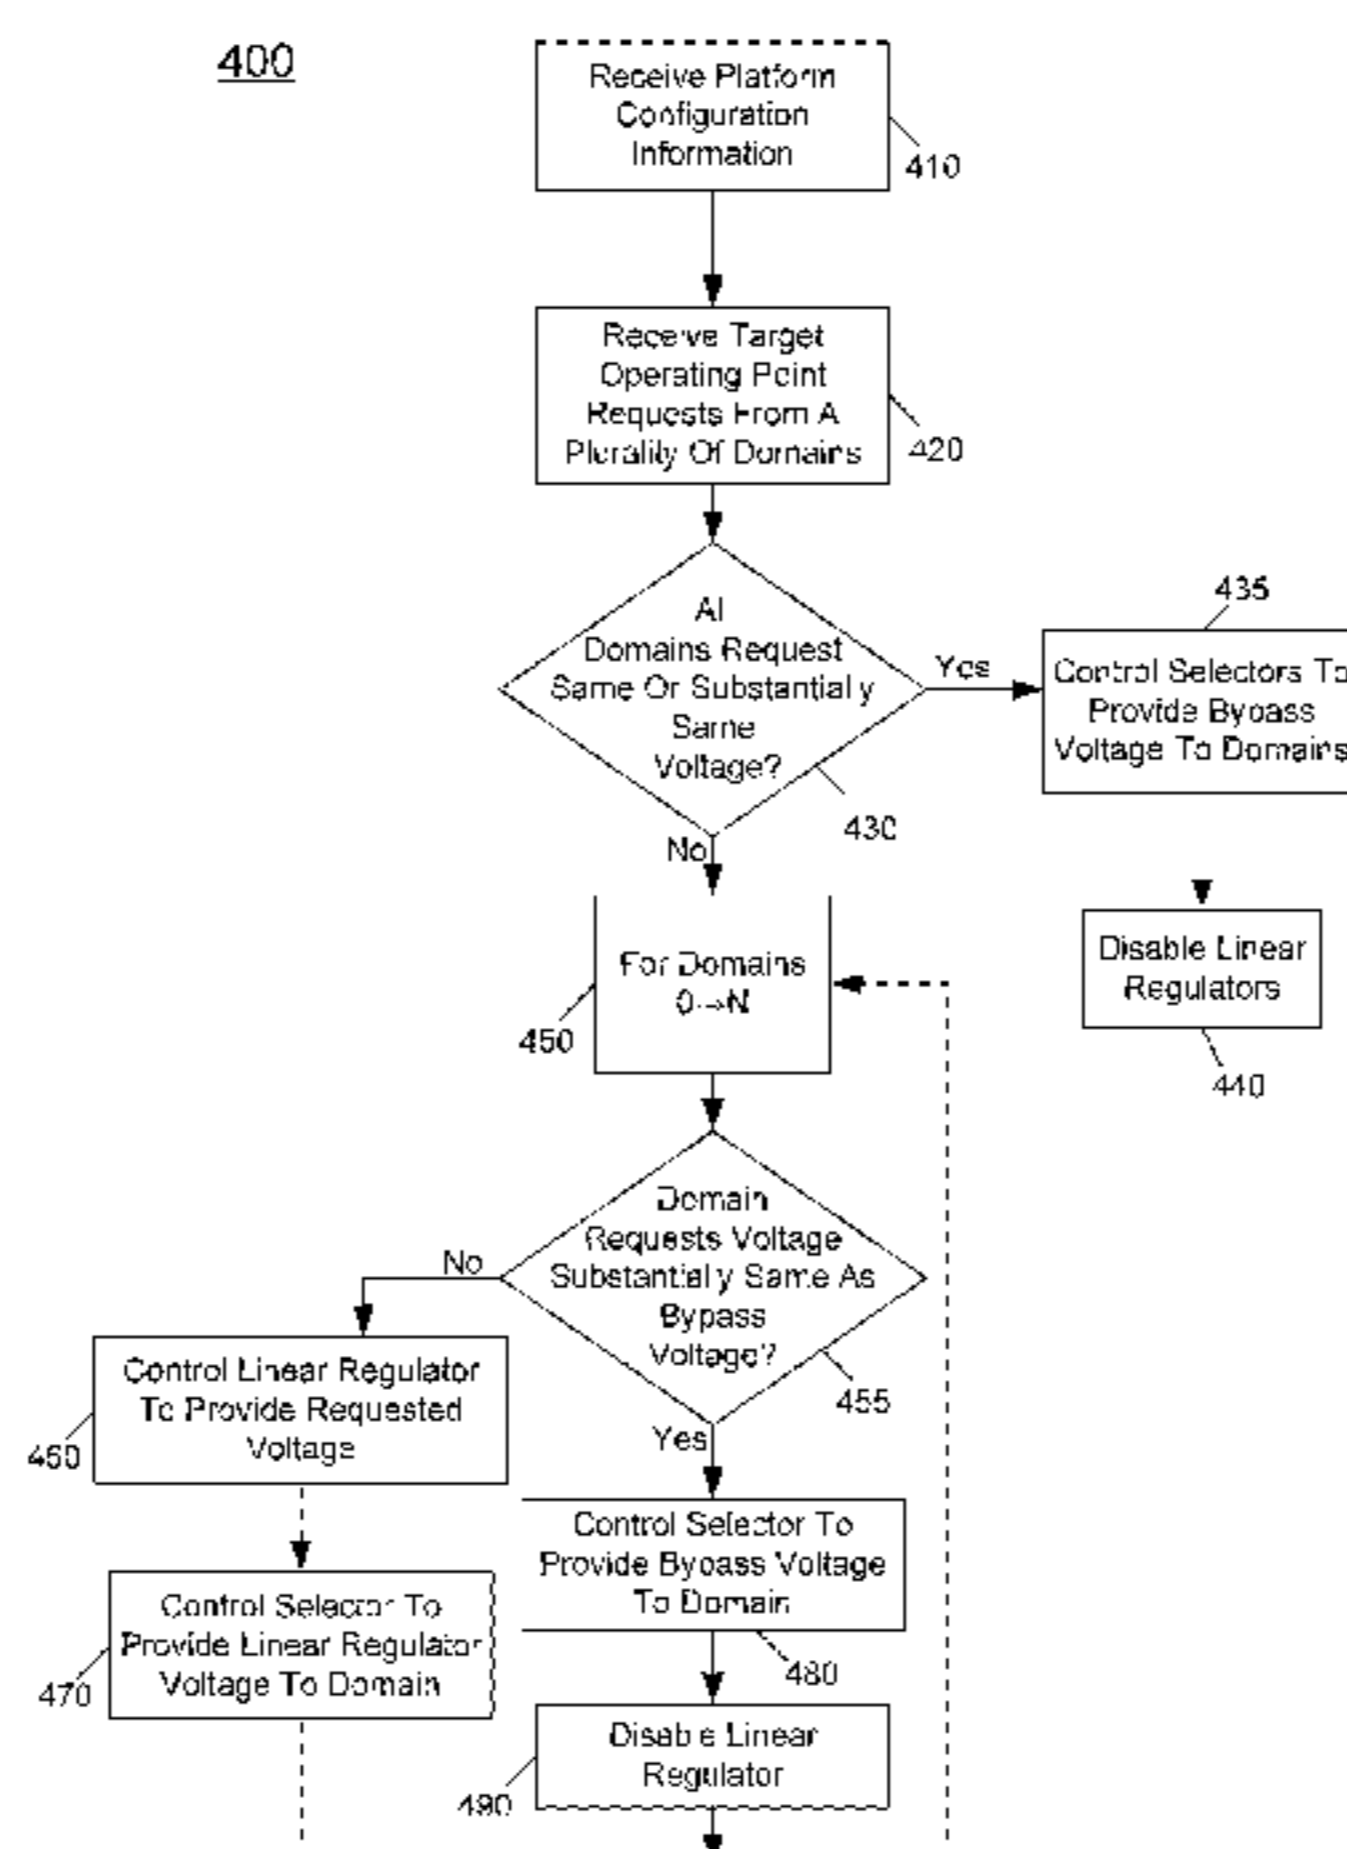 400
Receive Platform
Configuration
Information
410
Receive Target
Operating Point
Requests From A
Plurality Of Domains
420
All
Domains Request
Same Or Substantially
Same
Voltage?
430
Yes
435
Control Selectors To
Provide Bypass
Voltage To Domains
No
For Domains
0→N
450
Disable Linear
Regulators
440
Domain
Requests Voltage
Substantially Same As
Bypass
Voltage?
455
No
Control Linear Regulator
To Provide Requested
Voltage
460
Yes
Control Selector To
Provide Bypass Voltage
To Domain
480
Control Selector To
Provide Linear Regulator
Voltage To Domain
470
Disable Linear
Regulator
490